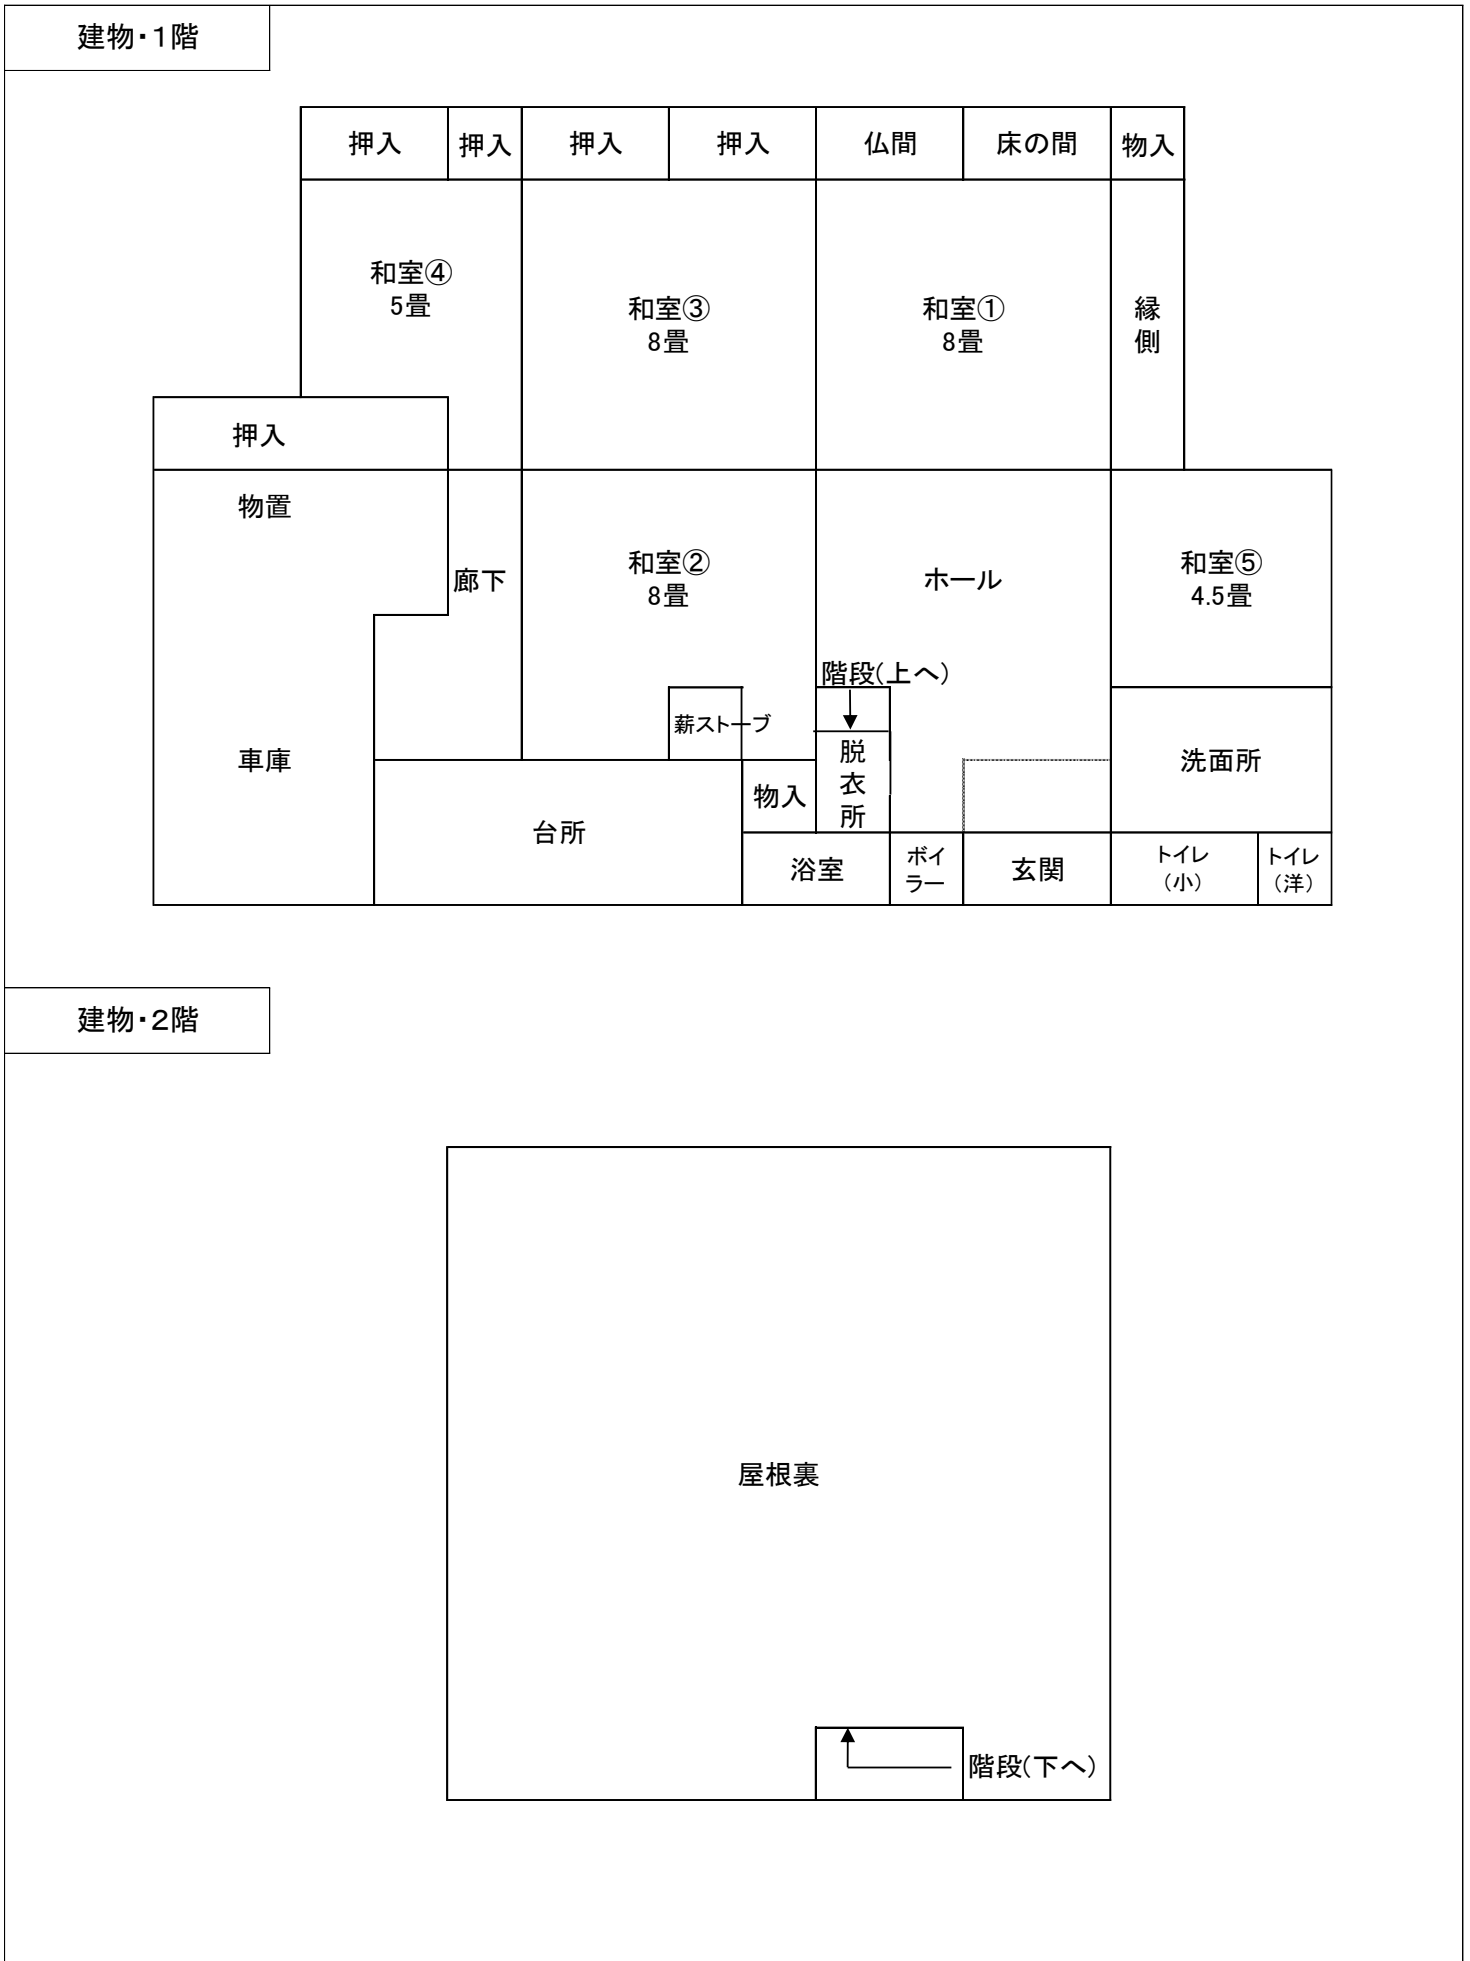 建物・1階
押入
押入
押入
押入
仏間
床の間
物入
和室④
5畳
和室③
8畳
和室①
8畳
縁
側
押入
物置
廊下
和室②
8畳
ホール
和室⑤
4.5畳
階段(上へ)
薪ストーブ
車庫
脱
衣
所
洗面所
物入
台所
浴室
ボイ
ラー
玄関
トイレ
(小)
トイレ
(洋)
建物・2階
屋根裏
階段(下へ)